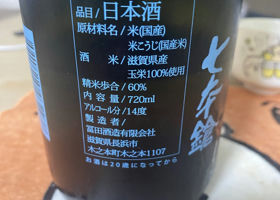 品目/日本酒
原材料名/米(国産)
米こうじ(国産米)
酒米/滋賀県産
玉栄100%使用
精米歩合/60%
内容量/720ml
アルコール分/14度
製造者/
冨田酒造有限会社
滋賀県長浜市
木之本町木之本1107
お酒は20歳になってから
七本鎗